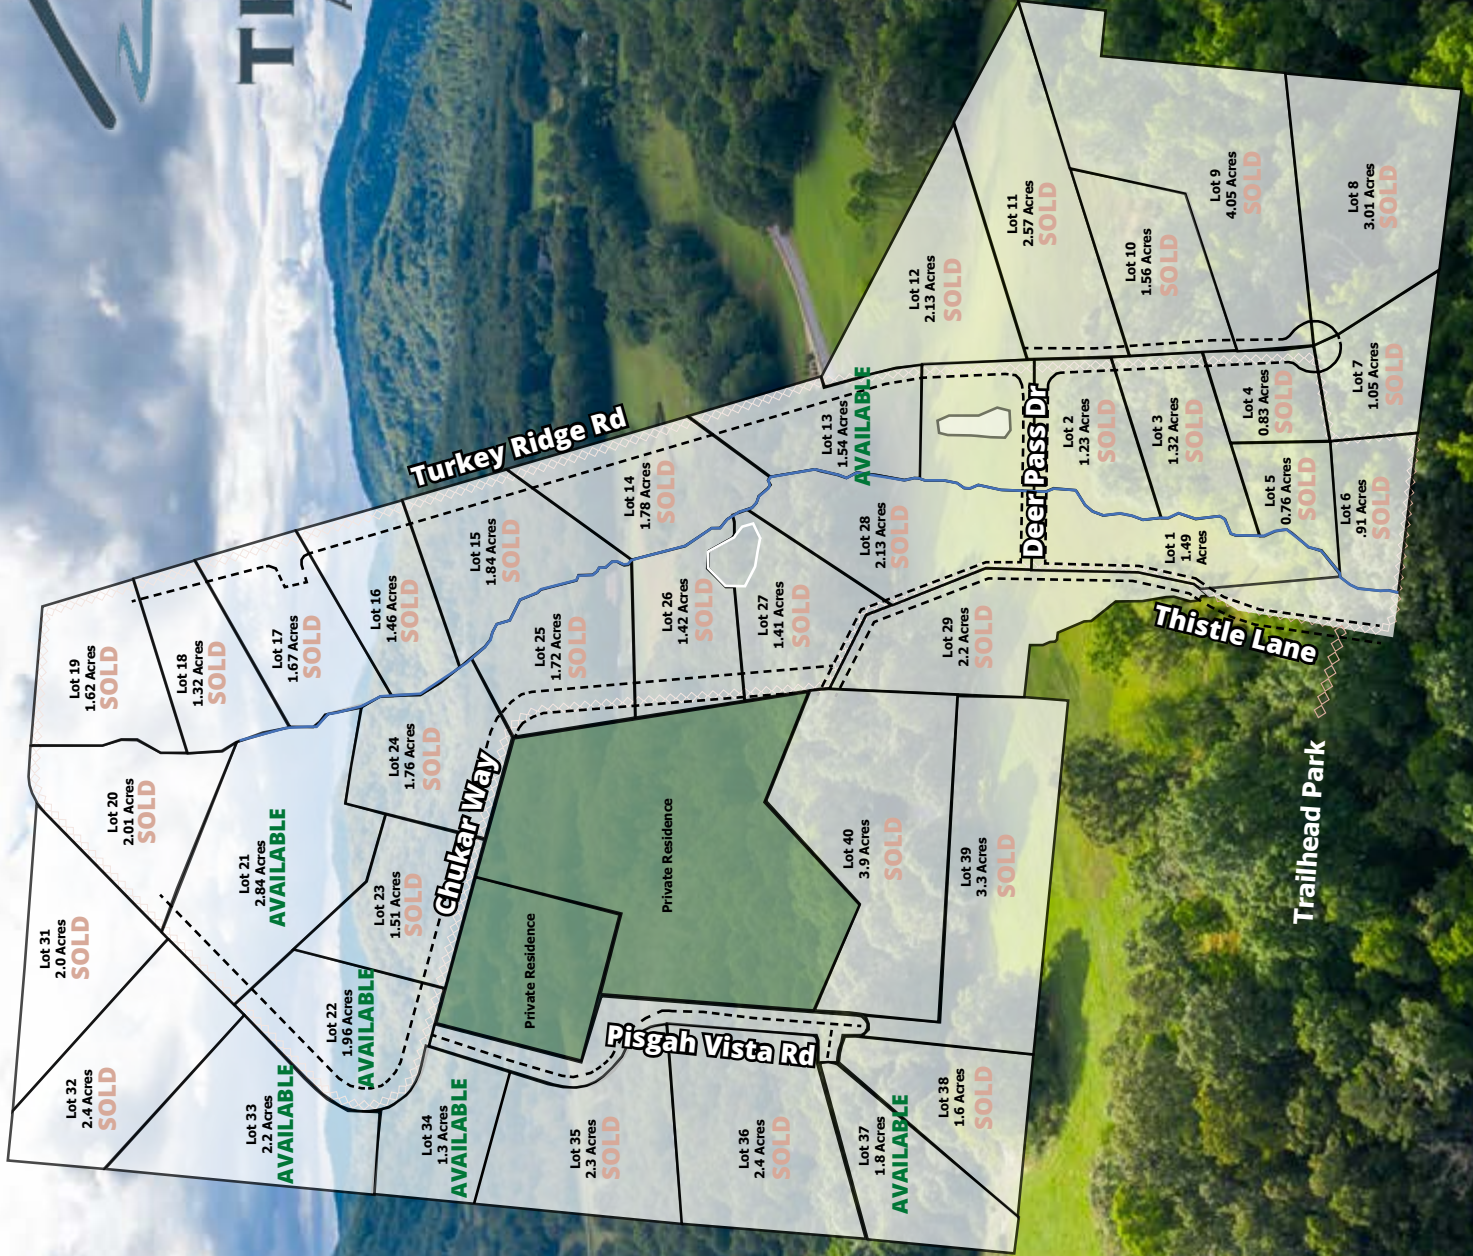 Turkey Ridge Rd
Chukar Way
Pisgah Vista Rd
Deer Pass Dr
Thistle Lane
Trailhead Park
Private Residence
Private Residence
Lot 1
1.49
Acres
Lot 2
1.23 Acres
SOLD
Lot 3
1.32 Acres
SOLD
Lot 4
0.83 Acres
SOLD
Lot 5
0.76 Acres
SOLD
Lot 6
.91 Acres
SOLD
Lot 7
1.05 Acres
SOLD
Lot 8
3.01 Acres
SOLD
Lot 9
4.05 Acres
SOLD
Lot 10
1.56 Acres
SOLD
Lot 11
2.57 Acres
SOLD
Lot 12
2.13 Acres
SOLD
Lot 13
1.54 Acres
AVAILABLE
Lot 14
1.78 Acres
SOLD
Lot 15
1.84 Acres
SOLD
Lot 16
1.46 Acres
SOLD
Lot 17
1.67 Acres
SOLD
Lot 18
1.32 Acres
SOLD
Lot 19
1.62 Acres
SOLD
Lot 20
2.01 Acres
SOLD
Lot 21
2.84 Acres
AVAILABLE
Lot 22
1.96 Acres
AVAILABLE
Lot 23
1.51 Acres
SOLD
Lot 24
1.76 Acres
SOLD
Lot 25
1.72 Acres
SOLD
Lot 26
1.42 Acres
SOLD
Lot 27
1.41 Acres
SOLD
Lot 28
2.13 Acres
SOLD
Lot 29
2.2 Acres
SOLD
Lot 31
2.0 Acres
SOLD
Lot 32
2.4 Acres
SOLD
Lot 33
2.2 Acres
AVAILABLE
Lot 34
1.3 Acres
AVAILABLE
Lot 35
2.3 Acres
SOLD
Lot 36
2.4 Acres
SOLD
Lot 37
1.8 Acres
AVAILABLE
Lot 38
1.6 Acres
SOLD
Lot 39
3.3 Acres
SOLD
Lot 40
3.9 Acres
SOLD